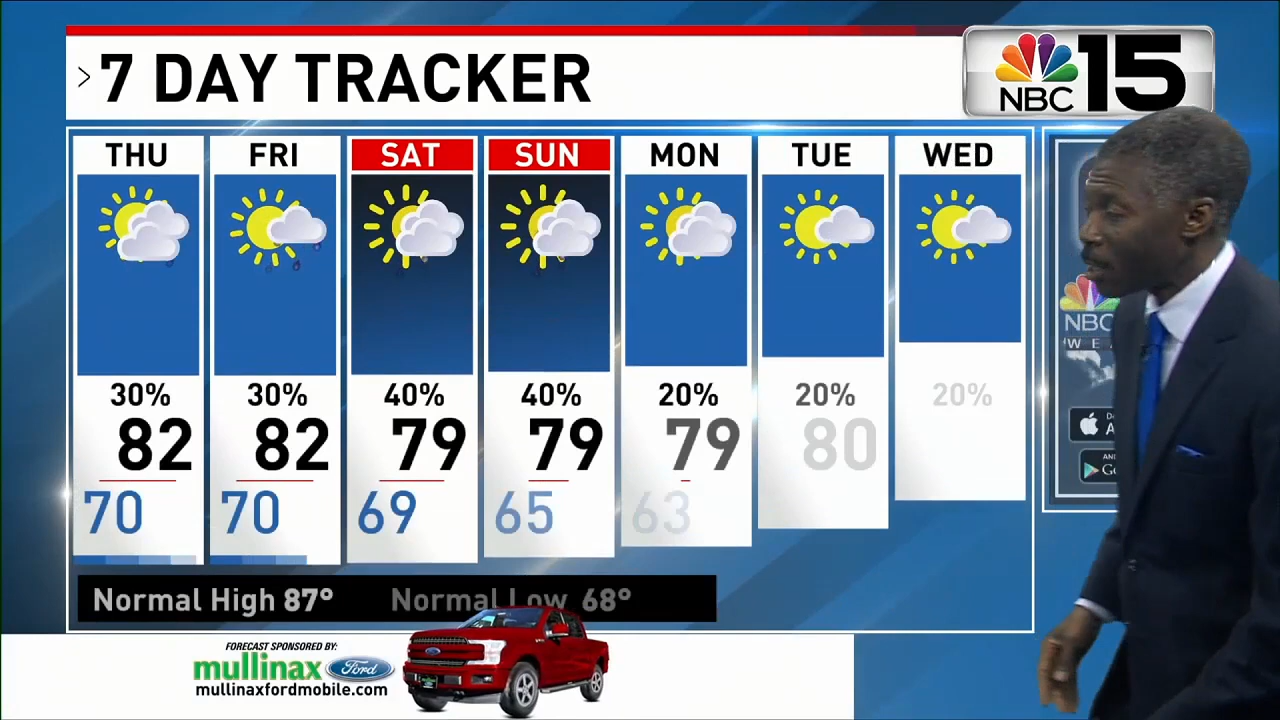 > 7 DAY TRACKER
NBC 15
THU FRI SAT SUN MON TUE WED
30% 30% 40% 40% 20% 20% 20%
82 82 79 79 79 80
70 70 69 65 63
NBC
Normal High 87° Normal Low 68°
FORECAST SPONSORED BY:
mullinax Ford
mullinaxfordmobile.com